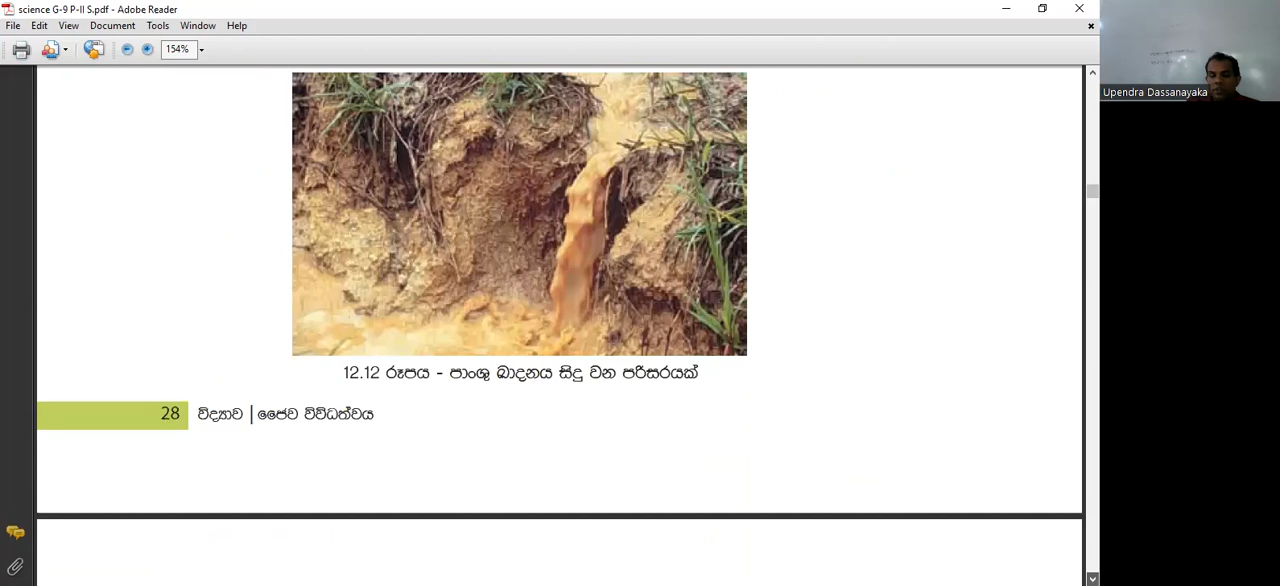 science G-9 P-II S.pdf - Adobe Reader
File Edit View Document Tools Window Help
154%
Upendra Dassanayaka
12.12 රූපය - පාංශු ඛාදනය සිදු වන පරිසරයක්
28 විද්‍යාව | ජෛව විවිධත්වය